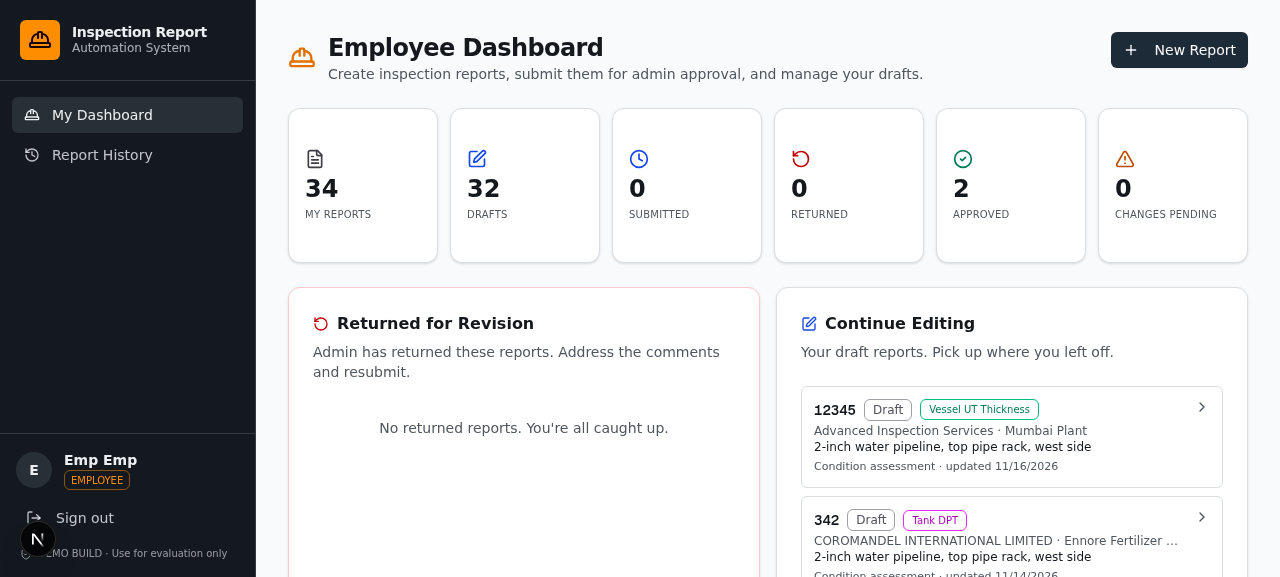 Inspection Report
Automation System
My Dashboard
Report History
E
Emp Emp
EMPLOYEE
Sign out
N
EMO BUILD · Use for evaluation only
Employee Dashboard
Create inspection reports, submit them for admin approval, and manage your drafts.
New Report
34
MY REPORTS
32
DRAFTS
0
SUBMITTED
0
RETURNED
2
APPROVED
0
CHANGES PENDING
Returned for Revision
Admin has returned these reports. Address the comments
and resubmit.
No returned reports. You're all caught up.
Continue Editing
Your draft reports. Pick up where you left off.
12345 Draft Vessel UT Thickness
Advanced Inspection Services · Mumbai Plant
2-inch water pipeline, top pipe rack, west side
Condition assessment · updated 11/16/2026
342 Draft Tank DPT
COROMANDEL INTERNATIONAL LIMITED · Ennore Fertilizer ...
2-inch water pipeline, top pipe rack, west side
Condition assessment · updated 11/14/2026